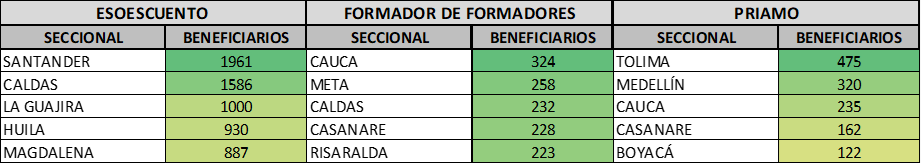 ESOESCUENTO FORMADOR DE FORMADORES PRIAMO
SECCIONAL BENEFICIARIOS SECCIONAL BENEFICIARIOS SECCIONAL BENEFICIARIOS
SANTANDER 1961 CAUCA 324 TOLIMA 475
CALDAS 1586 META 258 MEDELLÍN 320
LA GUAJIRA 1000 CALDAS 232 CAUCA 235
HUILA 930 CASANARE 228 CASANARE 162
MAGDALENA 887 RISARALDA 223 BOYACÁ 122